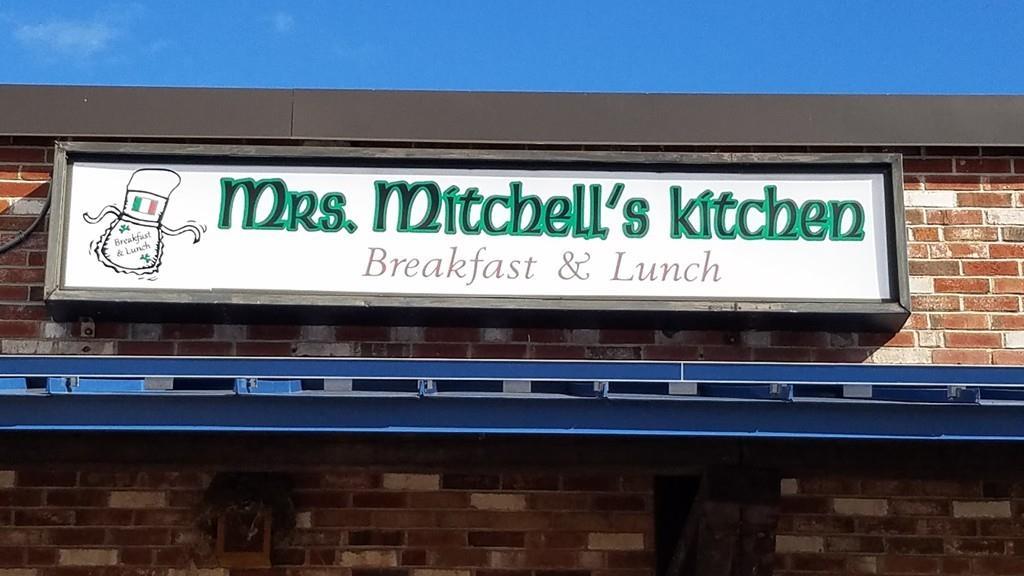 Mrs. Mitchell's kitchen
Breakfast & Lunch
Breakfast
& Lunch